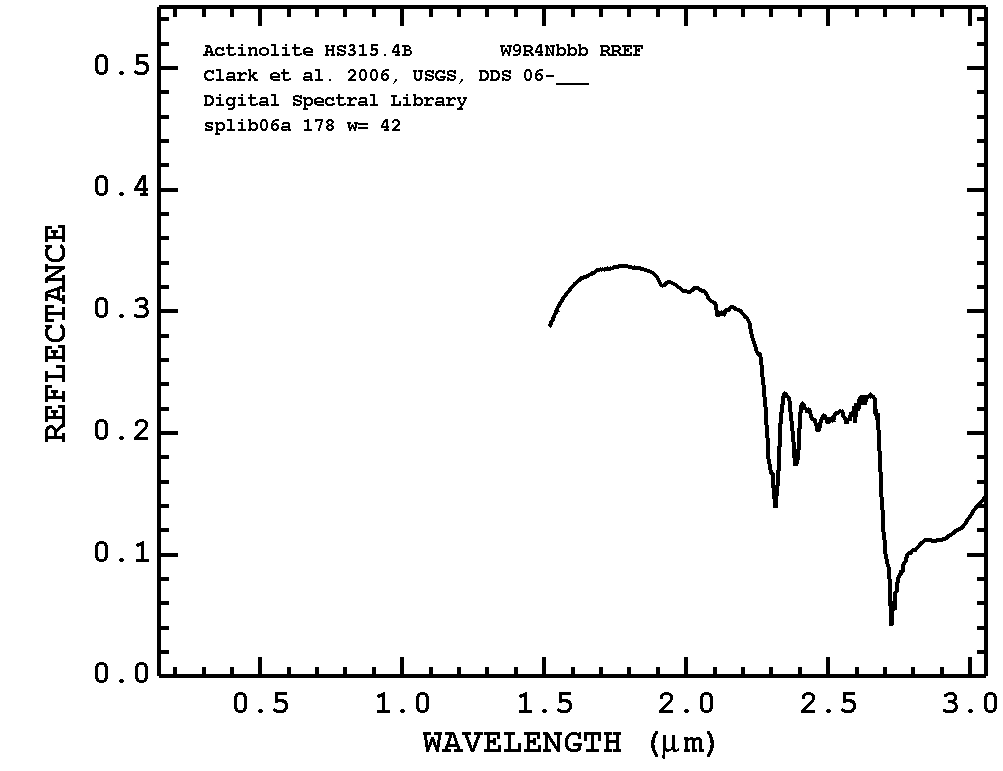 Actinolite HS315.4B W9R4Nbbb RREF
Clark et al. 2006, USGS, DDS 06-___
Digital Spectral Library
splib06a 178 w= 42
0.5
0.4
0.3
0.2
0.1
0.0
REFLECTANCE
0.5 1.0 1.5 2.0 2.5 3.0
WAVELENGTH (μm)